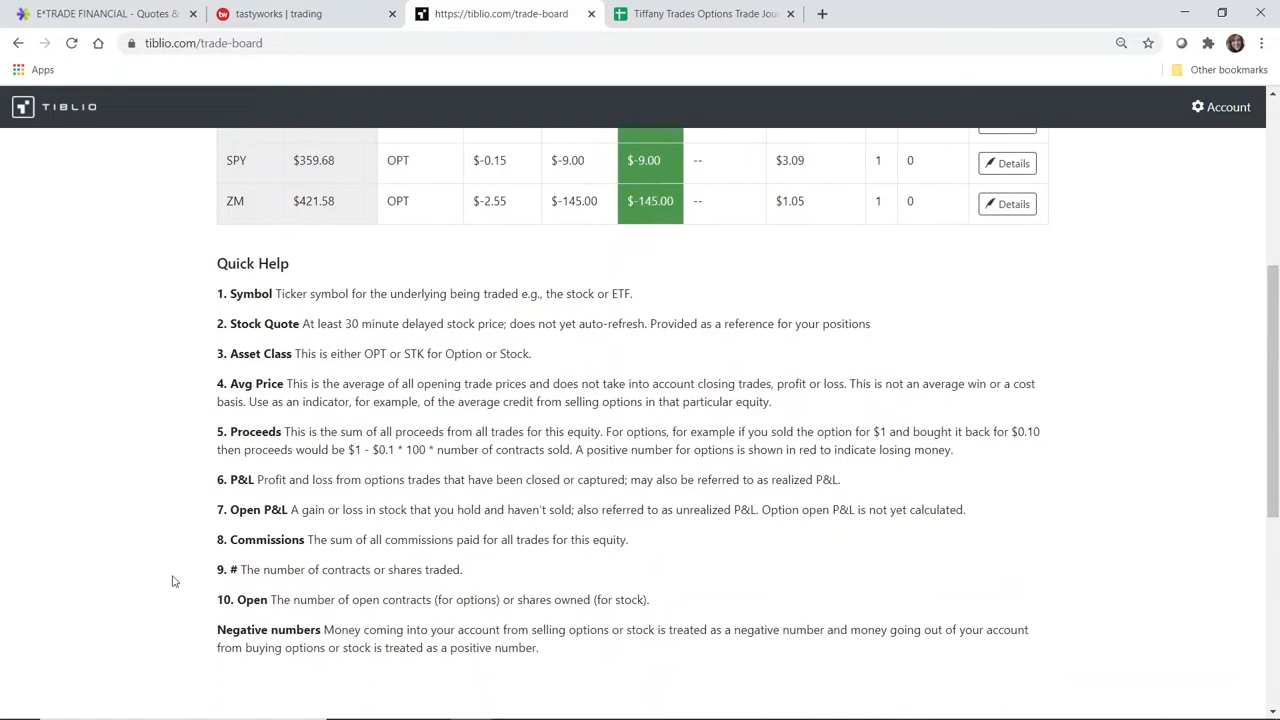 E*TRADE FINANCIAL - Quotes &
tw tastyworks | trading
https://tiblio.com/trade-board
Tiffany Trades Options Trade Jou
tiblio.com/trade-board
Apps
Other bookmarks
TIBLIO
Account
SPY $359.68 OPT $-0.15 $-9.00 $-9.00 -- $3.09 1 0 Details
ZM $421.58 OPT $-2.55 $-145.00 $-145.00 -- $1.05 1 0 Details
Quick Help
1. Symbol Ticker symbol for the underlying being traded e.g., the stock or ETF.
2. Stock Quote At least 30 minute delayed stock price; does not yet auto-refresh. Provided as a reference for your positions
3. Asset Class This is either OPT or STK for Option or Stock.
4. Avg Price This is the average of all opening trade prices and does not take into account closing trades, profit or loss. This is not an average win or a cost
basis. Use as an indicator, for example, of the average credit from selling options in that particular equity.
5. Proceeds This is the sum of all proceeds from all trades for this equity. For options, for example if you sold the option for $1 and bought it back for $0.10
then proceeds would be $1 - $0.1 * 100 * number of contracts sold. A positive number for options is shown in red to indicate losing money.
6. P&L Profit and loss from options trades that have been closed or captured; may also be referred to as realized P&L.
7. Open P&L A gain or loss in stock that you hold and haven't sold; also referred to as unrealized P&L. Option open P&L is not yet calculated.
8. Commissions The sum of all commissions paid for all trades for this equity.
9. # The number of contracts or shares traded.
10. Open The number of open contracts (for options) or shares owned (for stock).
Negative numbers Money coming into your account from selling options or stock is treated as a negative number and money going out of your account
from buying options or stock is treated as a positive number.